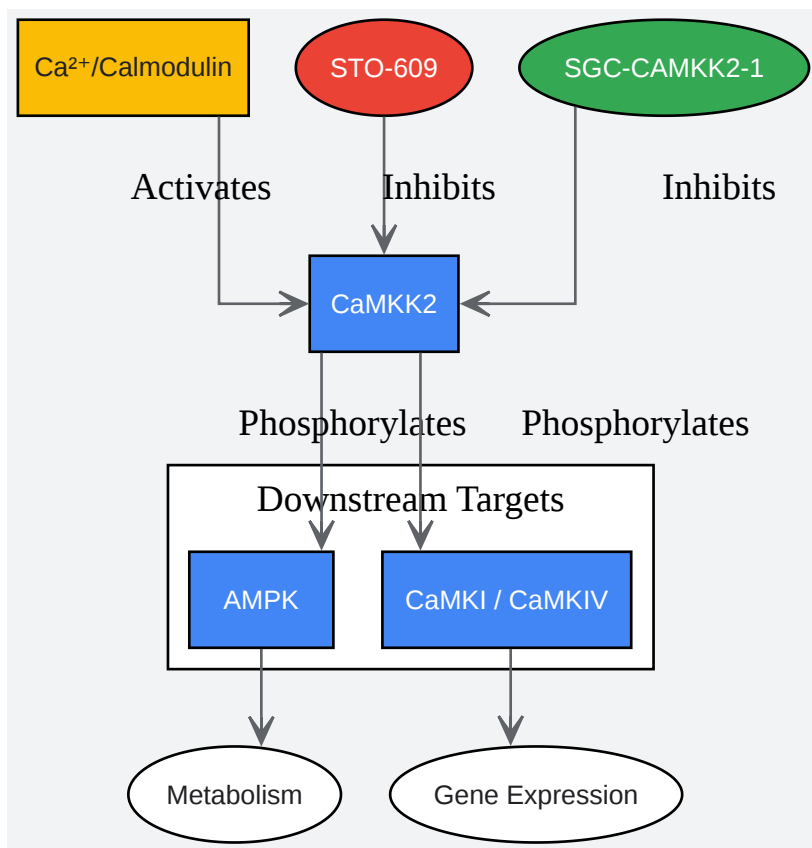 Ca²⁺/Calmodulin
STO-609
SGC-CAMKK2-1
Activates
Inhibits
Inhibits
CaMKK2
Phosphorylates
Phosphorylates
Downstream Targets
AMPK
CaMKI / CaMKIV
Metabolism
Gene Expression